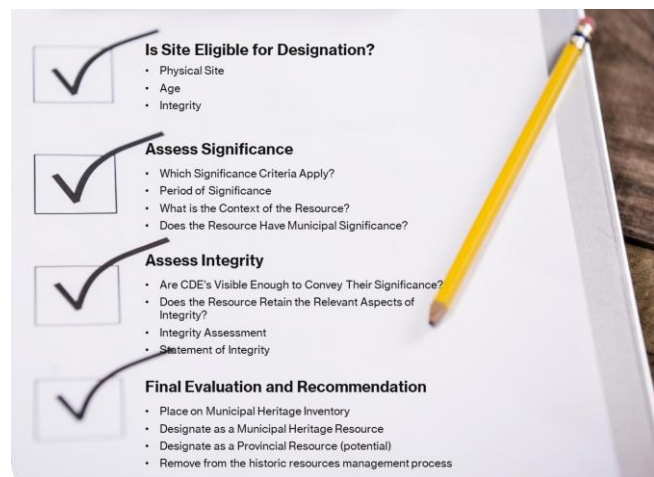 Is Site Eligible for Designation?
• Physical Site
• Age
• Integrity
Assess Significance
• Which Significance Criteria Apply?
• Period of Significance
• What is the Context of the Resource?
• Does the Resource Have Municipal Significance?
Assess Integrity
• Are CDE's Visible Enough to Convey Their Significance?
• Does the Resource Retain the Relevant Aspects of
Integrity?
• Integrity Assessment
• Statement of Integrity
Final Evaluation and Recommendation
• Place on Municipal Heritage Inventory
• Designate as a Municipal Heritage Resource
• Designate as a Provincial Resource (potential)
• Remove from the historic resources management process